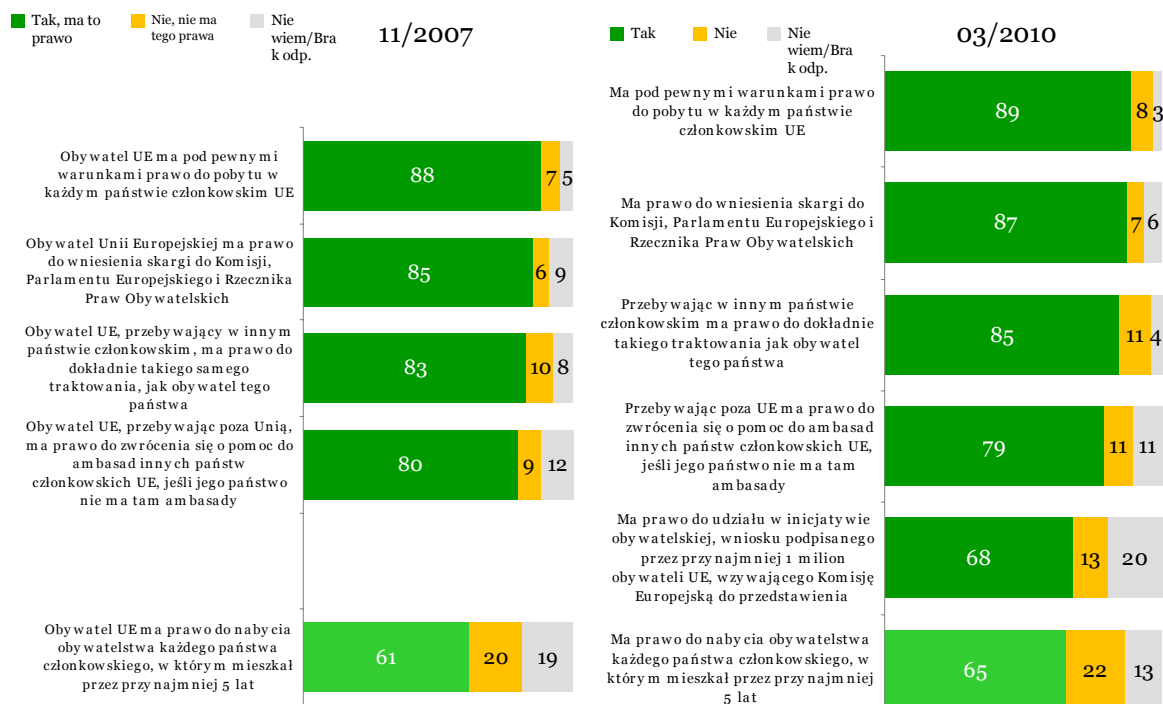 Tak, ma to
prawo
Nie, nie ma
tego prawa
Nie
wiem/Bra
k odp.
11/2007
Obywatel UE ma pod pewnymi
warunkami prawo do pobytu w
każdym państwie członkowskim UE
88 7 5
Obywatel Unii Europejskiej ma prawo
do wniesienia skargi do Komisji,
Parlamentu Europejskiego i Rzecznika
Praw Obywatelskich
85 6 9
Obywatel UE, przebywający w innym
państwie członkowskim, ma prawo do
dokładnie takiego samego
traktowania, jak obywatel tego
państwa
83 10 8
Obywatel UE, przebywając poza Unią,
ma prawo do zwrócenia się o pomoc do
ambasad innych państw
członkowskich UE, jeśli jego państwo
nie ma tam ambasady
80 9 12
Obywatel UE ma prawo do nabycia
obywatelstwa każdego państwa
członkowskiego, w którym mieszkał
przez przynajmniej 5 lat
61 20 19
Tak
Nie
Nie
wiem/Bra
k odp.
03/2010
Ma pod pewnymi warunkami prawo
do pobytu w każdym państwie
członkowskim UE
89 8 3
Ma prawo do wniesienia skargi do
Komisji, Parlamentu Europejskiego i
Rzecznika Praw Obywatelskich
87 7 6
Przebywając w innym państwie
członkowskim ma prawo do dokładnie
takiego traktowania jak obywatel
tego państwa
85 11 4
Przebywając poza UE ma prawo do
zwrócenia się o pomoc do ambasad
innych państw członkowskich UE,
jeśli jego państwo nie ma tam
ambasady
79 11 11
Ma prawo do udziału w inicjatywie
obywatelskiej, wniosku podpisanego
przez przynajmniej 1 milion
obywateli UE, wzywającego Komisję
Europejską do przedstawienia
68 13 20
Ma prawo do nabycia obywatelstwa
każdego państwa członkowskiego, w
którym mieszkał przez przynajmniej
5 lat
65 22 13